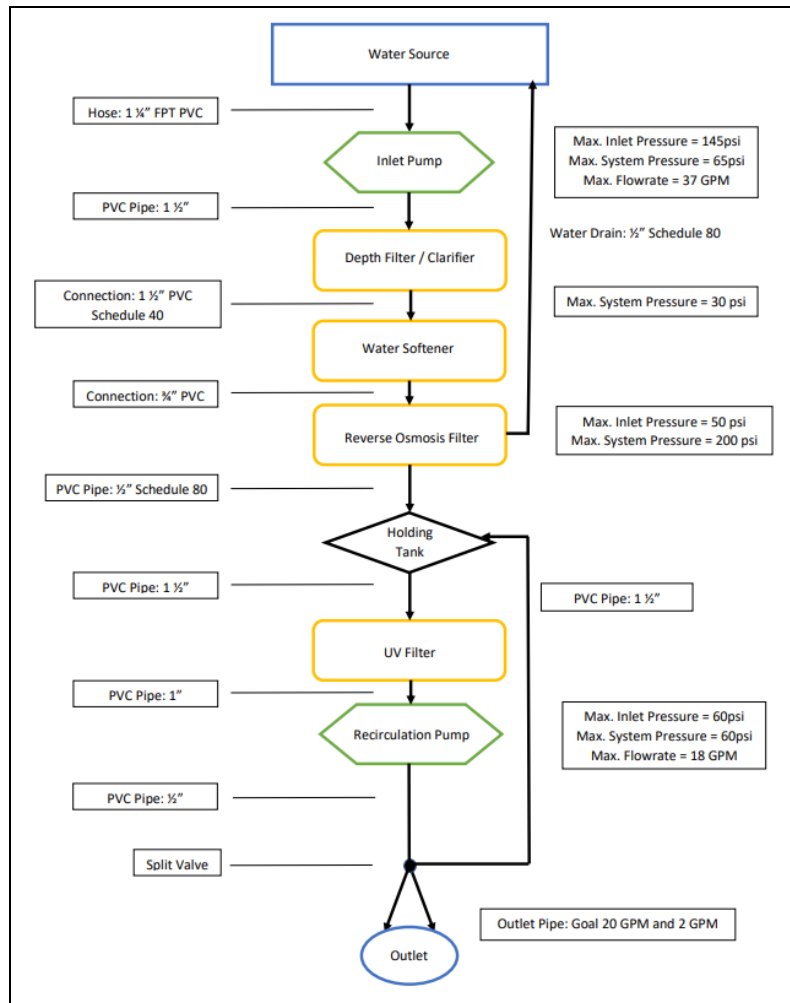 Water Source
Hose: 1 ¼” FPT PVC
Max. Inlet Pressure = 145psi
Max. System Pressure = 65psi
Max. Flowrate = 37 GPM
Inlet Pump
PVC Pipe: 1 ½”
Water Drain: ½” Schedule 80
Depth Filter / Clarifier
Connection: 1 ½” PVC
Schedule 40
Max. System Pressure = 30 psi
Water Softener
Connection: ¾” PVC
Max. Inlet Pressure = 50 psi
Max. System Pressure = 200 psi
Reverse Osmosis Filter
PVC Pipe: ½” Schedule 80
Holding
Tank
PVC Pipe: 1 ½”
PVC Pipe: 1 ½”
UV Filter
PVC Pipe: 1”
Max. Inlet Pressure = 60psi
Max. System Pressure = 60psi
Max. Flowrate = 18 GPM
Recirculation Pump
PVC Pipe: ½”
Split Valve
Outlet Pipe: Goal 20 GPM and 2 GPM
Outlet